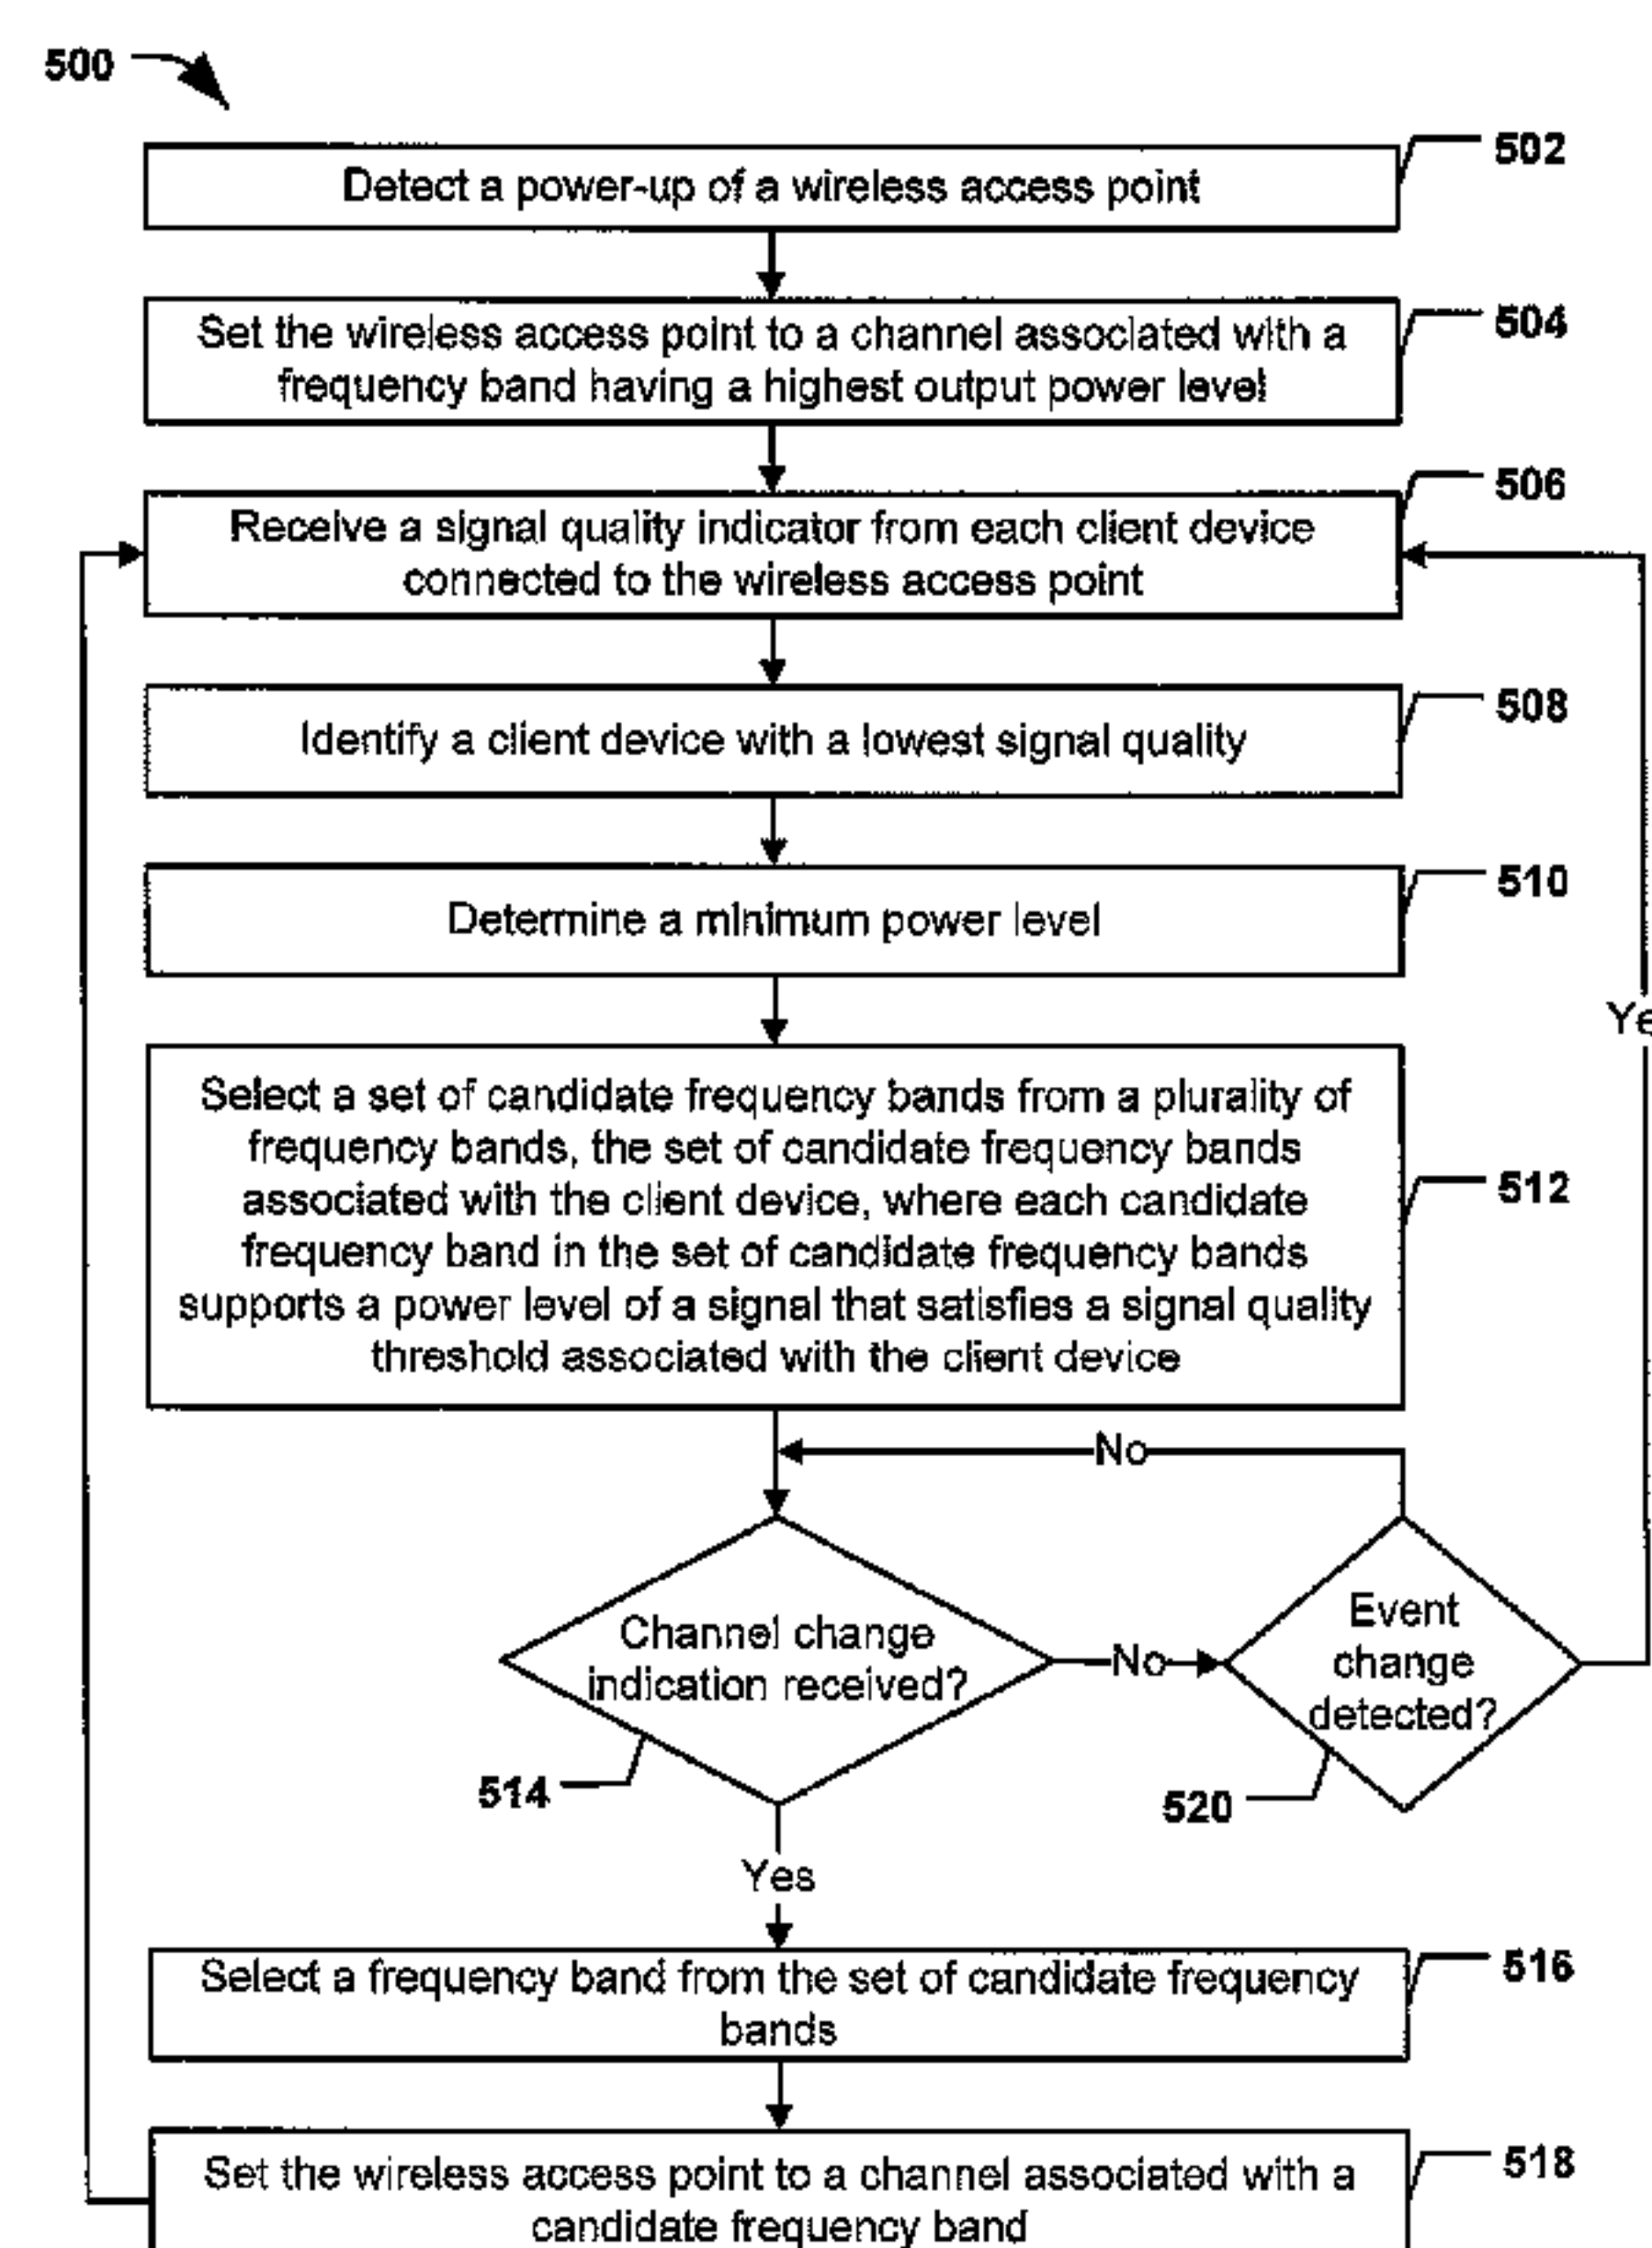 500
502
Detect a power-up of a wireless access point
504
Set the wireless access point to a channel associated with a
frequency band having a highest output power level
506
Receive a signal quality indicator from each client device
connected to the wireless access point
508
Identify a client device with a lowest signal quality
510
Determine a minimum power level
Select a set of candidate frequency bands from a plurality of
frequency bands, the set of candidate frequency bands
associated with the client device, where each candidate
frequency band in the set of candidate frequency bands
supports a power level of a signal that satisfies a signal quality
threshold associated with the client device
512
No
Channel change
indication received?
No
Event
change
detected?
514
520
Yes
516
Select a frequency band from the set of candidate frequency
bands
518
Set the wireless access point to a channel associated with a
candidate frequency band